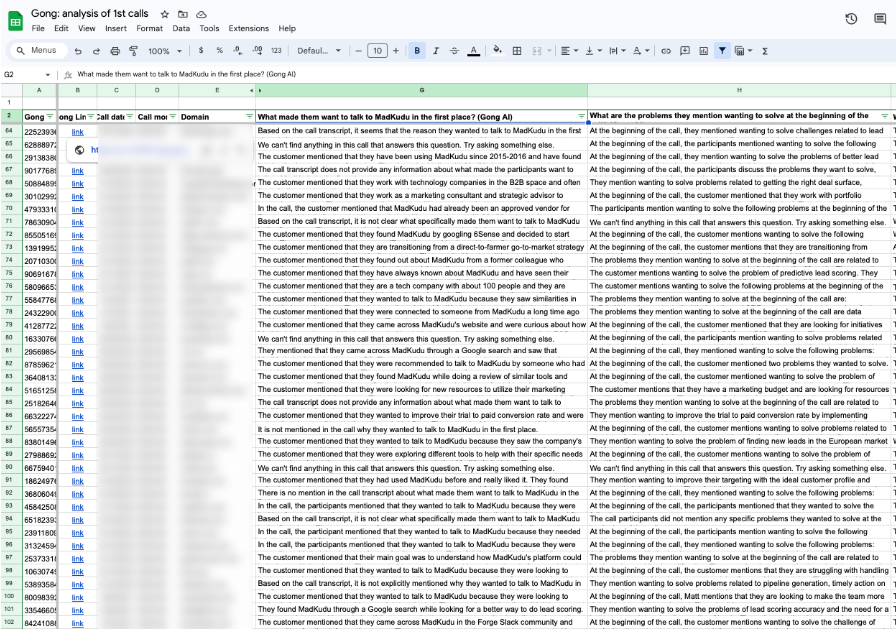 Gong: analysis of 1st calls
File Edit View Insert Format Data Tools Extensions Help
Menus 100% $ % .0 .00 123 Defaul... 10 B I A
G2 fx What made them want to talk to MadKudu in the first place? (Gong AI)
A B C D E G H
1
2 Gong ong Lin Call date Call mor Domain What made them want to talk to MadKudu in the first place? (Gong AI) What are the problems they mention wanting to solve at the beginning of the
64 2252393 link Based on the call transcript, it seems that the reason they wanted to talk to MadKudu in the first At the beginning of the call, they mentioned wanting to solve challenges related to lead
65 6288897 link We can't find anything in this call that answers this question. Try asking something else. At the beginning of the call, the participants mentioned wanting to solve the
66 2913838 The customer mentioned that they have been using MadKudu since 2015-2016 and have found At the beginning of the call, they mention wanting to solve the problems of better lead
67 9017768 link The call transcript does not provide any information about what made the participants want to At the beginning of the call, the participants discuss the problems they want to solve,
68 5088489 link The customer mentioned that they work with technology companies in the B2B space and often They mention wanting to solve problems related to getting the right deal surface,
69 3010299 link The customer mentioned that they work as a marketing consultant and strategic advisor to At the beginning of the call, the customer mentioned that they work with portfolio
70 4793331 link In the call, the customer mentioned that MadKudu had already been an approved vendor for The participants mention wanting to solve the following problems at the beginning of the
71 7863090 link Based on the call transcript, it is not clear what specifically made them want to talk to MadKudu We can't find anything in this call that answers this question. Try asking something else.
72 8550516 link The customer mentioned that they found MadKudu by googling 6Sense and decided to start At the beginning of the call, the customer mentioned wanting to solve the following
73 1391995 link The customer mentioned that they are transitioning from a direct-to-farmer go-to-market strategy At the beginning of the call, the customer mentions that they are transitioning from
74 2071030 link The customer mentioned that they found out about MadKudu from a former colleague who The problems they mention wanting to solve at the beginning of the call are related to
75 9069167 link The customer mentioned that they have always known about MadKudu and have seen their The customer mentions wanting to solve the problem of predictive lead scoring. They
76 5809665 link The customer mentioned that they are a tech company with about 100 people and they are The customer mentions wanting to solve the following problems at the beginning of the
77 5584776 link The customer mentioned that they wanted to talk to MadKudu because they saw similarities in The problems they mention wanting to solve at the beginning of the call are:
78 2432290 link The customer mentioned that they were connected to someone from MadKudu a long time ago The problems they mention wanting to solve at the beginning of the call are data
79 4128772 link The customer mentioned that they came across MadKudu's website and were curious about how At the beginning of the call, the customer mentioned that they are looking for initiatives
80 1633076 link We can't find anything in this call that answers this question. Try asking something else. At the beginning of the call, the participants mention wanting to solve problems related
81 2956985 link They mentioned that they came across MadKudu through a Google search and saw that At the beginning of the call, they mentioned wanting to solve the following problems:
82 8785962 link The customer mentioned that they were recommended to talk to MadKudu by someone who had At the beginning of the call, the customer mentioned two problems they wanted to solve.
83 3640813 link The customer mentioned that they found MadKudu while doing a review of similar tools and At the beginning of the call, the customer mentioned wanting to solve the problem of
84 5165125 link The customer mentioned that they were looking for new resources to utilize their marketing The customer mentions that they have a marketing budget and are looking for resources
85 2518264 link The call transcript does not provide any information about what made them want to talk to The problems they mention wanting to solve at the beginning of the call are related to
86 6632227 link The customer mentioned that they wanted to improve their trial to paid conversion rate and were They mention wanting to improve the trial to paid conversion rate by implementing
87 5655735 link It is not mentioned in the call why they wanted to talk to MadKudu in the first place. At the beginning of the call, the customer mentioned wanting to solve problems related to
88 8380149 link The customer mentioned that they wanted to talk to MadKudu because they saw the company's They mention wanting to solve the problem of finding new leads in the European market
89 2798869 link The customer mentioned that they were exploring different tools to help with their specific needs At the beginning of the call, the customer mentioned wanting to solve the problem of
90 6675940 link We can't find anything in this call that answers this question. Try asking something else. We can't find anything in this call that answers this question. Try asking something else.
91 1862497 link The customer mentioned that they had used MadKudu before and really liked it. They found They mention wanting to improve their targeting with the ideal customer profile and
92 3680604 link There is no mention in the call transcript about what made them want to talk to MadKudu in the At the beginning of the call, they mentioned wanting to solve the following problems:
93 4584250 link In the call, the participants mentioned that they wanted to talk to MadKudu because they were At the beginning of the call, the participants mentioned that they wanted to solve the
94 6518239 link Based on the call transcript, it is not clear what specifically made them want to talk to MadKudu The call participants did not mention any specific problems they wanted to solve at the
95 2391180 link In the call, the participant mentioned that they wanted to talk to MadKudu because they needed At the beginning of the call, the participants mention wanting to solve the following
96 3132459 link In the call, the participants mentioned that they wanted to talk to MadKudu because they were At the beginning of the call, they mentioned wanting to solve the following problems:
97 2537331 link The customer mentioned that their main goal was to understand how MadKudu's platform could The problems they mention wanting to solve at the beginning of the call are related to
98 1063074 link The customer mentioned that they wanted to talk to MadKudu because they were looking to At the beginning of the call, the customer mentioned that they are struggling with handling
99 5389358 link Based on the call transcript, it is not explicitly mentioned why they wanted to talk to MadKudu in They mention wanting to solve problems related to pipeline generation, timely action on
100 8009839 link The customer mentioned that they wanted to talk to MadKudu because they were looking to At the beginning of the call, Matt mentions that they are looking to make the team more
101 3354660 link They found MadKudu through a Google search while looking for a better way to do lead scoring. They mention wanting to solve the problems of lead scoring accuracy and the need for a
102 8424108 link The customer mentioned that they came across MadKudu in the Forge Slack community and At the beginning of the call, the customer mentioned wanting to solve the challenge of